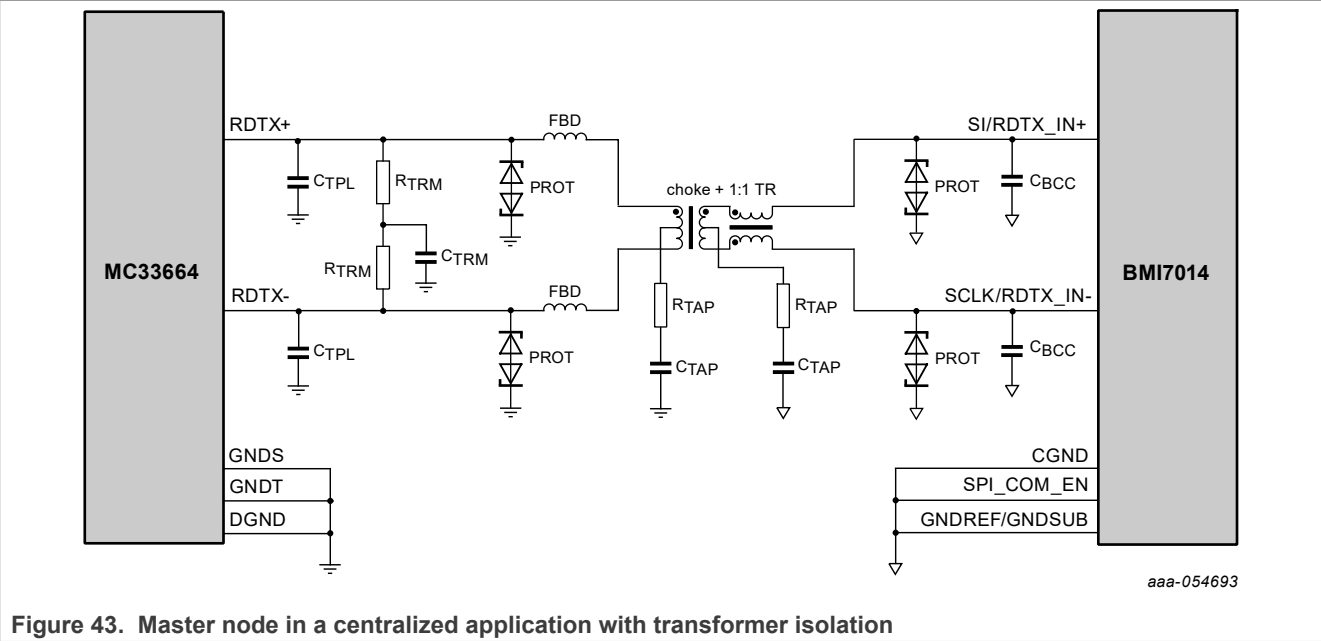 RDTX+
FBD
SI/RDTX_IN+
CTPL
RTRM
PROT
choke + 1:1 TR
PROT
CBCC
MC33664
RTRM
CTRM
BMI7014
RDTX-
FBD
RTAP
RTAP
SCLK/RDTX_IN-
CTPL
PROT
CTAP
CTAP
PROT
CBCC
GNDS
CGND
GNDT
SPI_COM_EN
DGND
GNDREF/GNDSUB
aaa-054693
Figure 43. Master node in a centralized application with transformer isolation